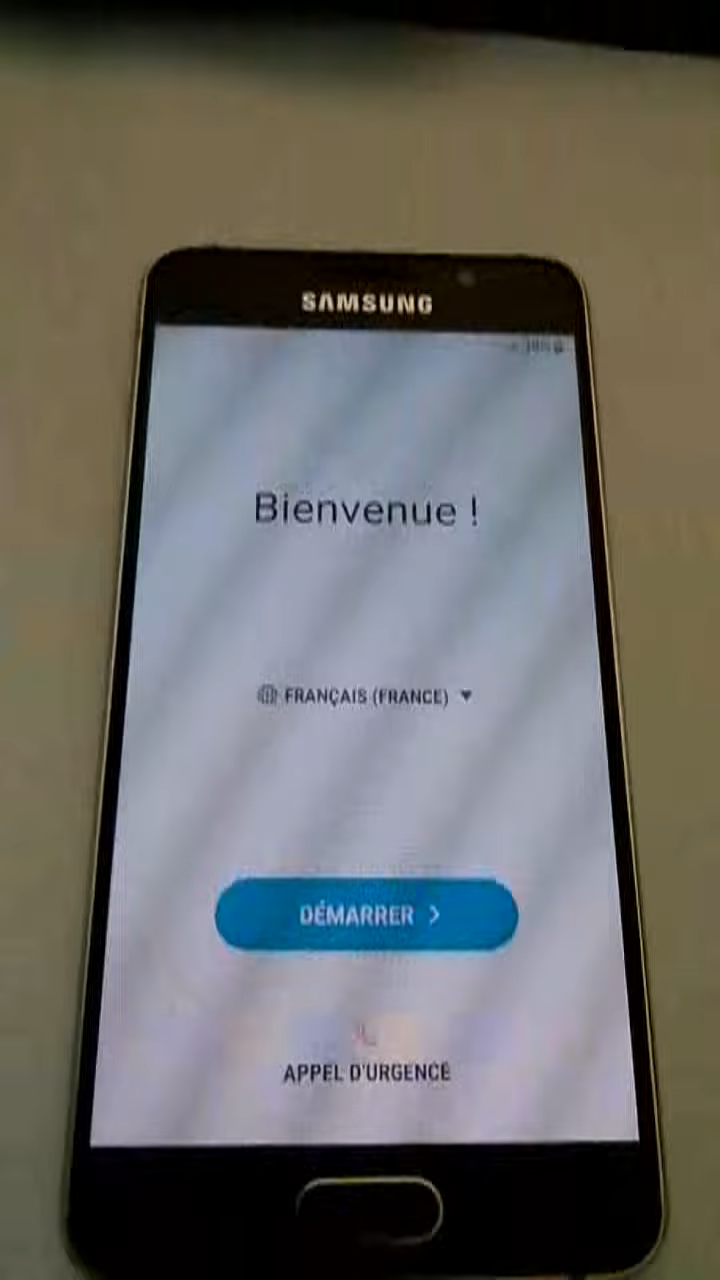 SAMSUNG
Bienvenue !
FRANÇAIS (FRANCE)
DÉMARRER
APPEL D'URGENCE